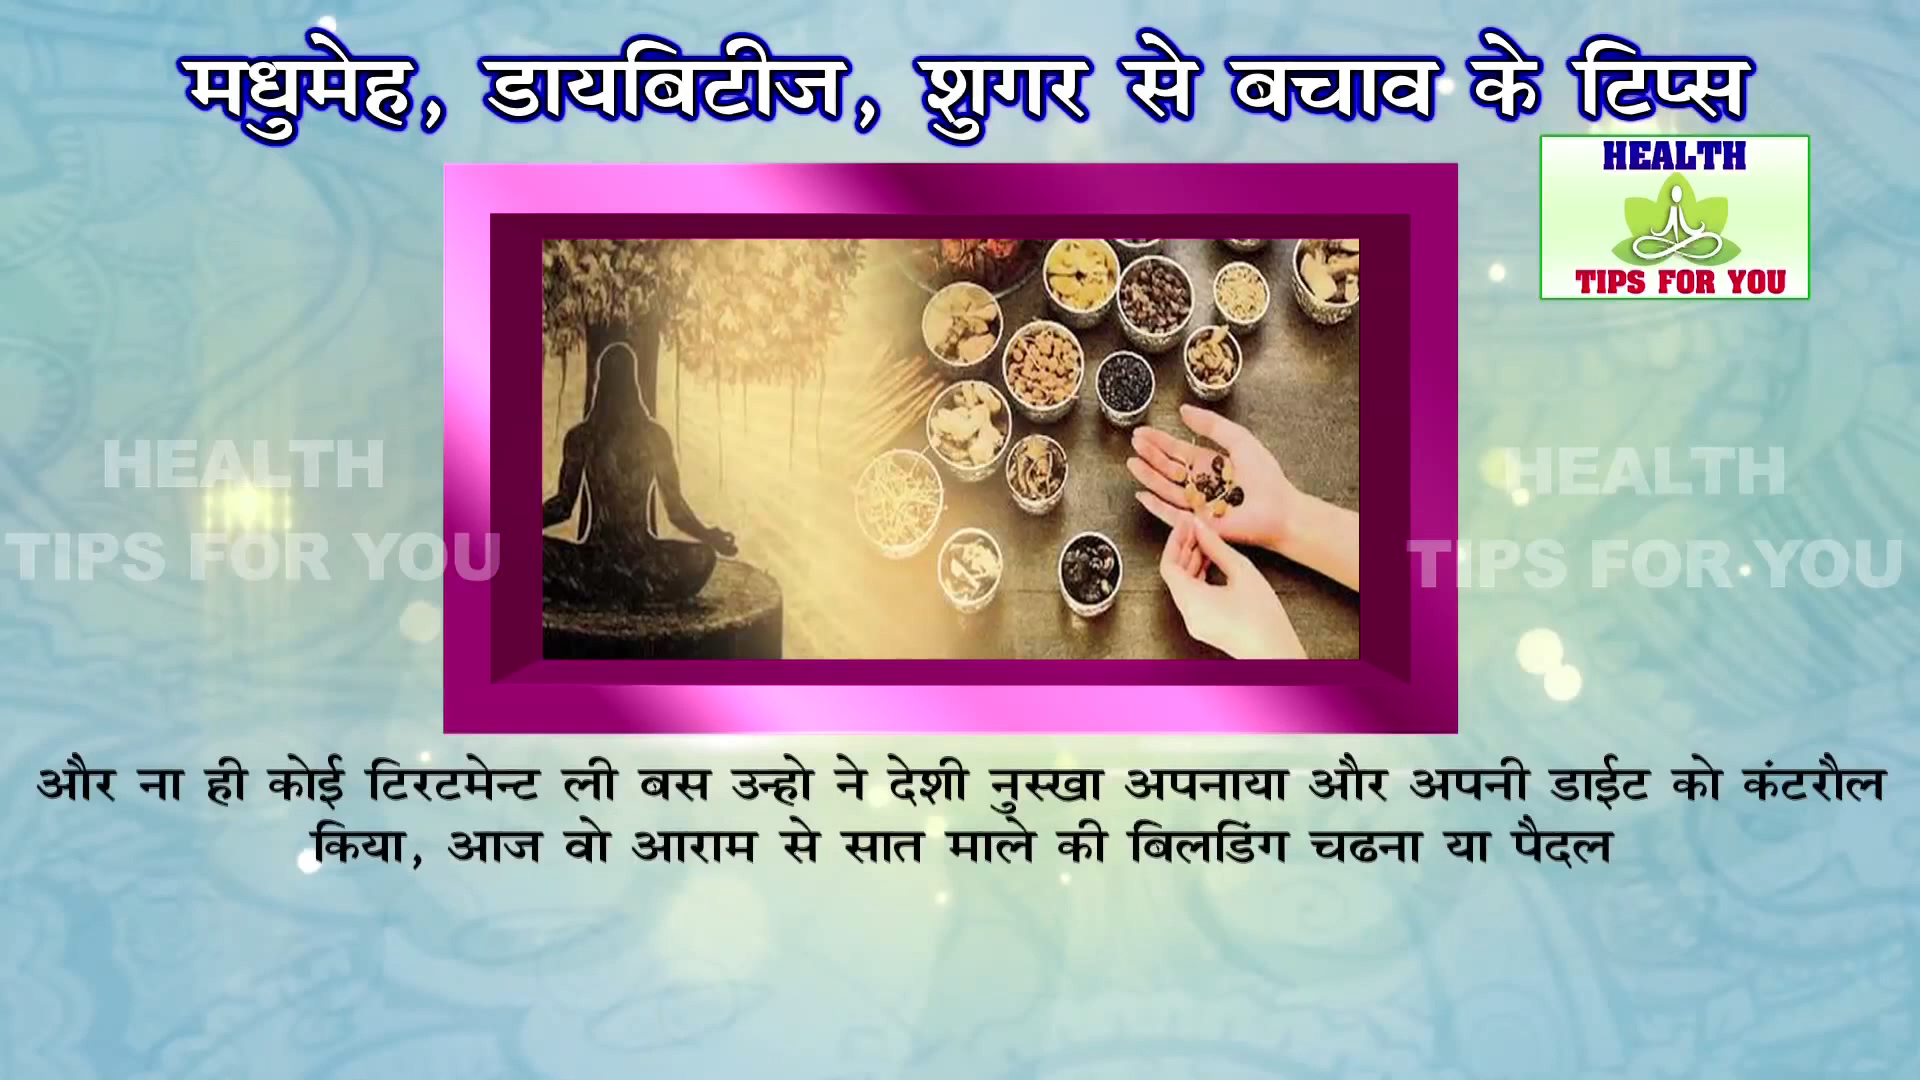 मधुमेह, डायबिटीज, शुगर से बचाव के टिप्स
HEALTH
TIPS FOR YOU
HEALTH
TIPS FOR YOU
HEALTH
TIPS FOR YOU
और ना ही कोई टिरटमेन्ट ली बस उन्हो ने देशी नुस्खा अपनाया और अपनी डाईट को कंटरौल
किया, आज वो आराम से सात माले की बिलडिंग चढना या पैदल